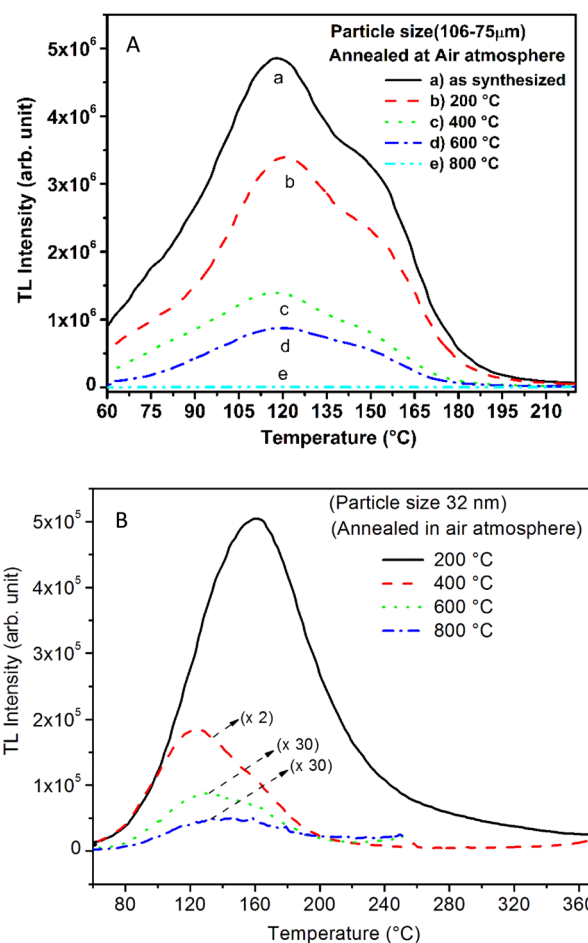 A
Particle size(106-75μm)
Annealed at Air atmosphere
a) as synthesized
b) 200 °C
c) 400 °C
d) 600 °C
e) 800 °C
5x10⁶
4x10⁶
3x10⁶
2x10⁶
1x10⁶
0
TL Intensity (arb. unit)
a
b
c
d
e
60 75 90 105 120 135 150 165 180 195 210
Temperature (°C)
B
(Particle size 32 nm)
(Annealed in air atmosphere)
200 °C
400 °C
600 °C
800 °C
5x10⁵
4x10⁵
3x10⁵
2x10⁵
1x10⁵
0
TL Intensity (arb. unit)
(x 2)
(x 30)
(x 30)
80 120 160 200 240 280 320 360
Temperature (°C)